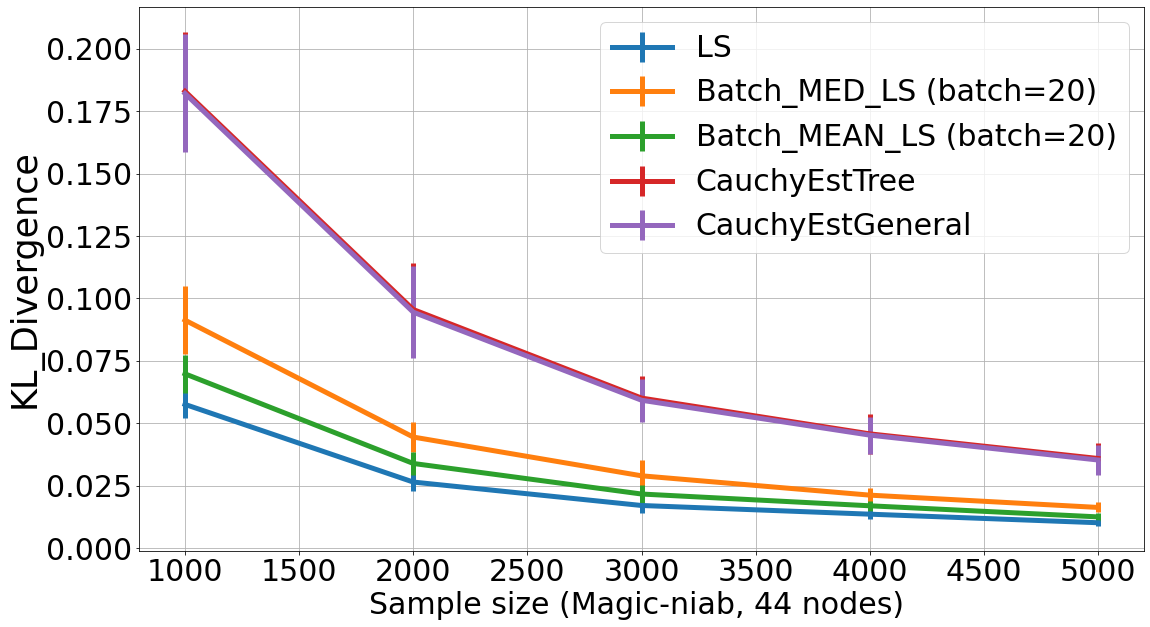 KL_Divergence
0.200
0.175
0.150
0.125
0.100
0.075
0.050
0.025
0.000
LS
Batch_MED_LS (batch=20)
Batch_MEAN_LS (batch=20)
CauchyEstTree
CauchyEstGeneral
1000 1500 2000 2500 3000 3500 4000 4500 5000
Sample size (Magic-niab, 44 nodes)